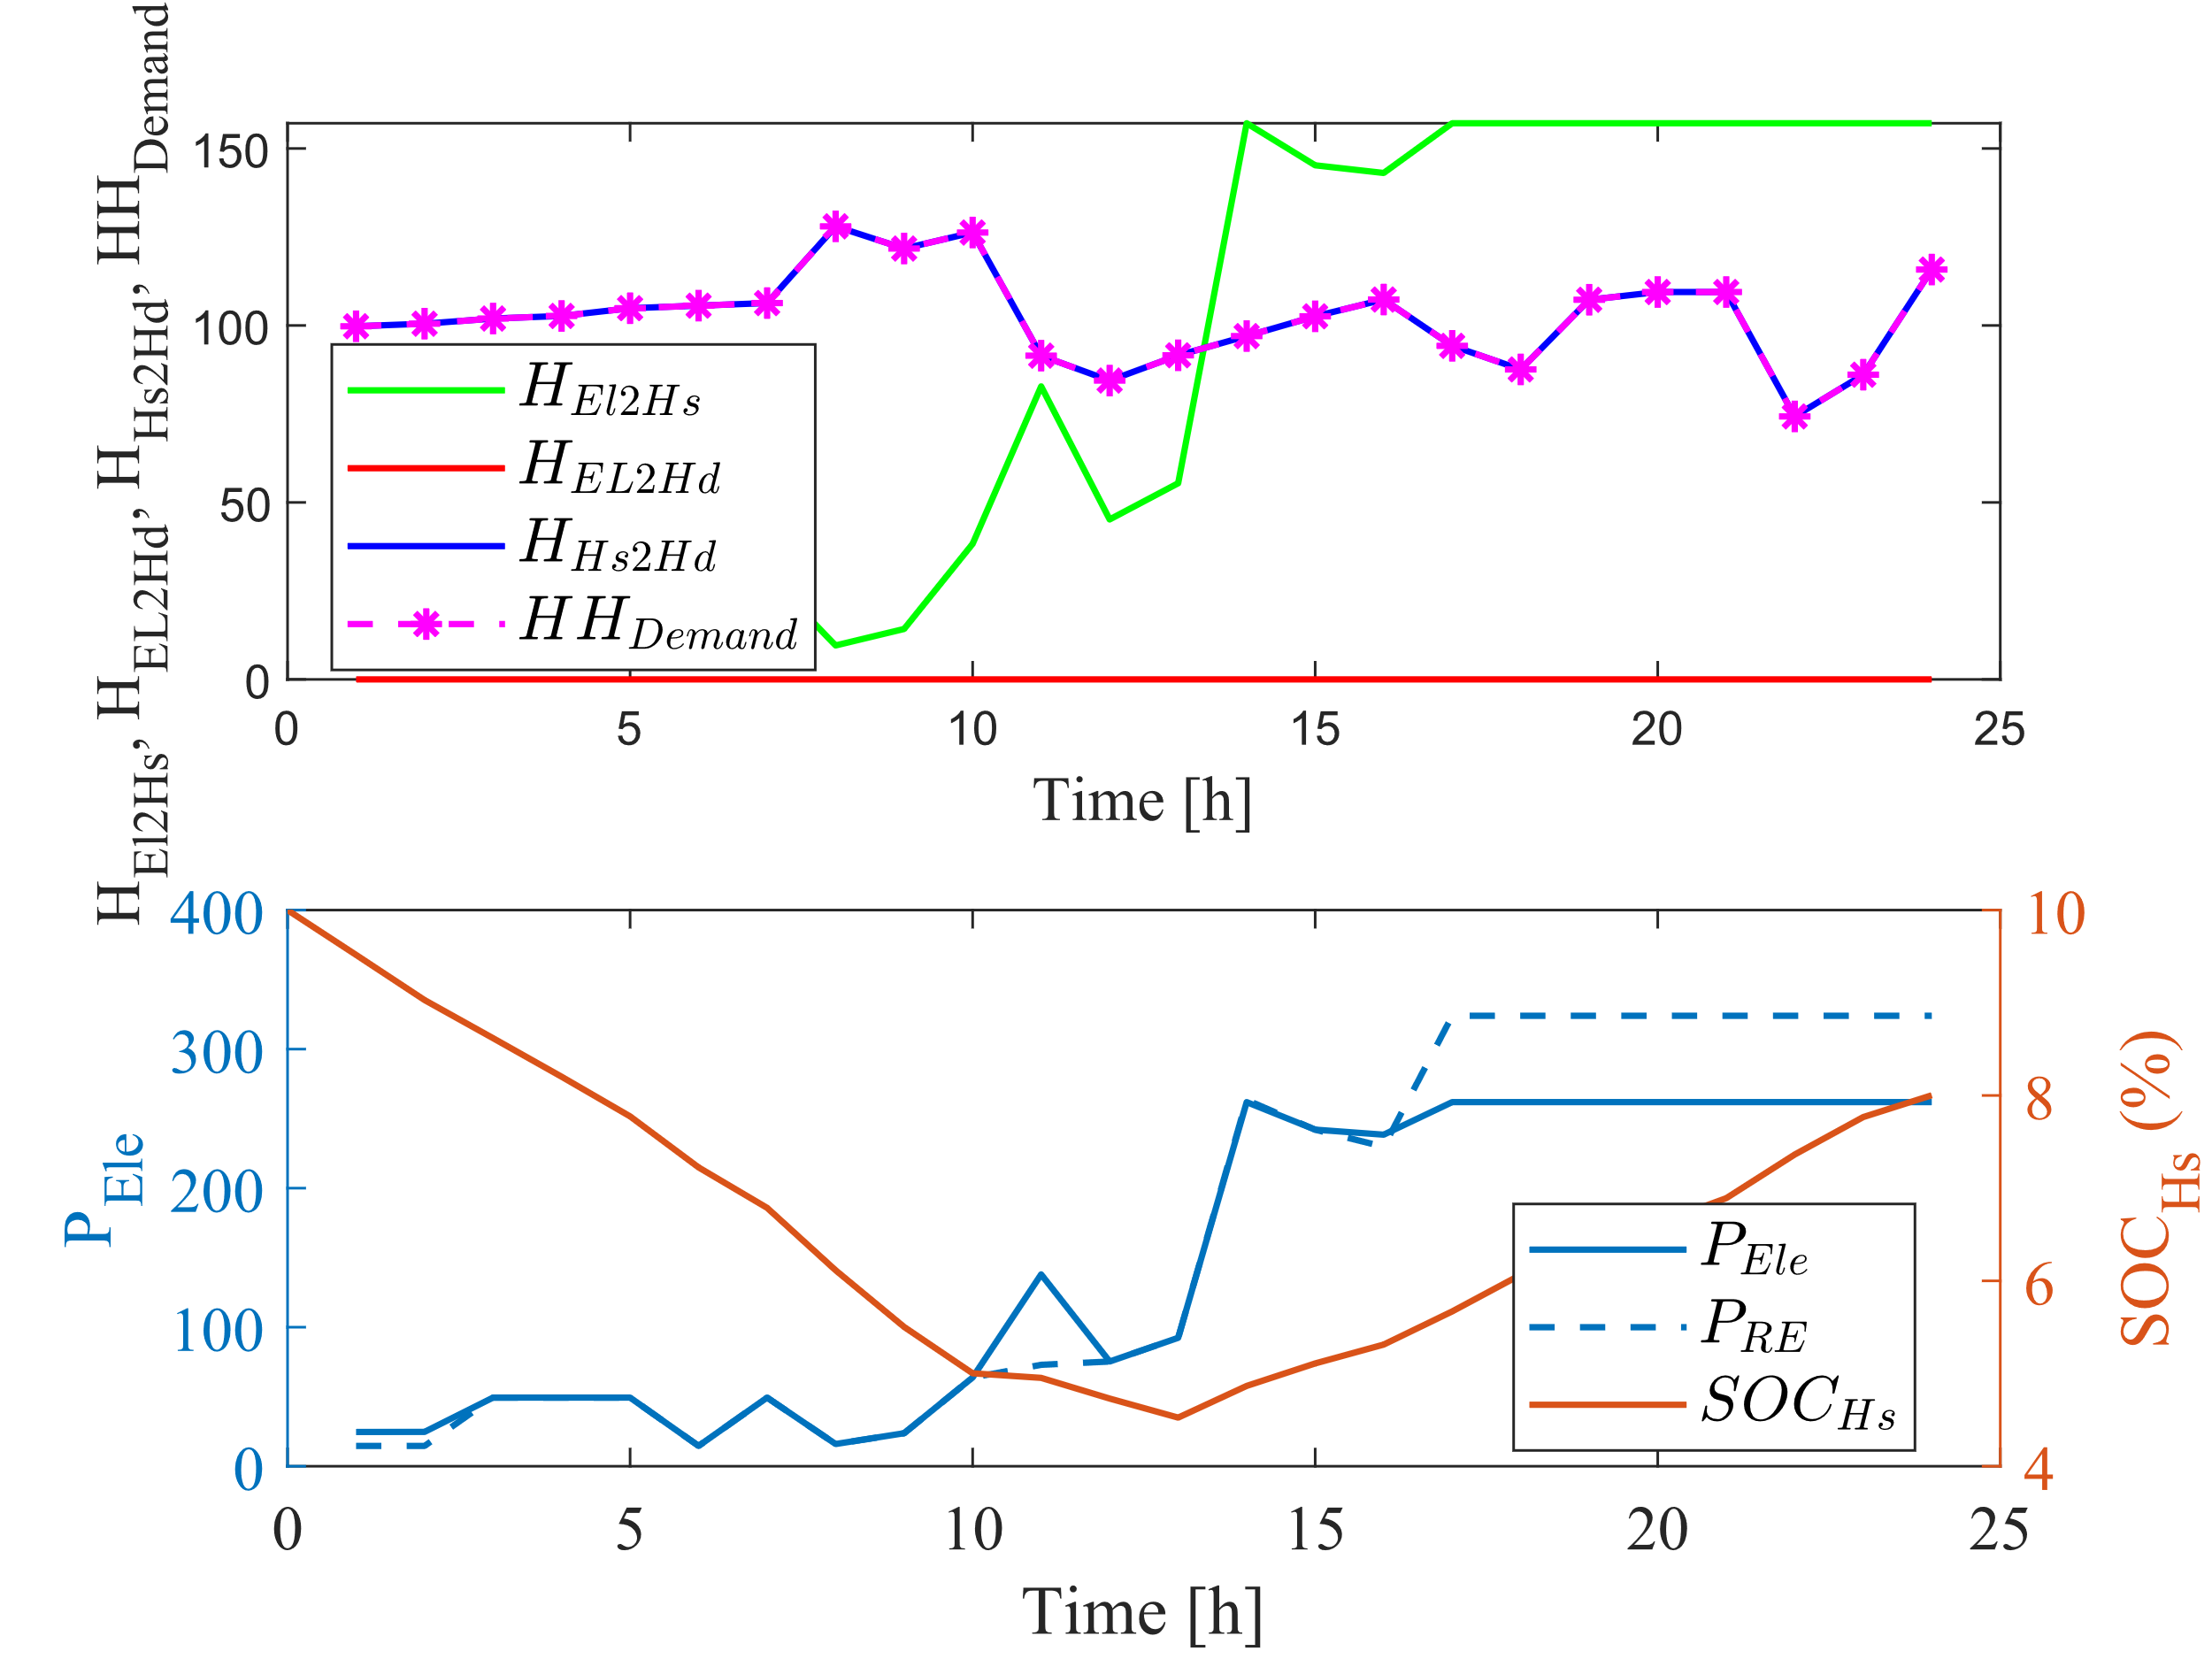 H_El2Hs, H_EL2Hd, H_Hs2Hd, HH_Demand
150
100
50
0
H_El2Hs
H_EL2Hd
H_Hs2Hd
HH_Demand
0 5 10 15 20 25
Time [h]
P_Ele
400
300
200
100
0
10
8
6
4
SOC_Hs (%)
P_Ele
P_RE
SOC_Hs
0 5 10 15 20 25
Time [h]